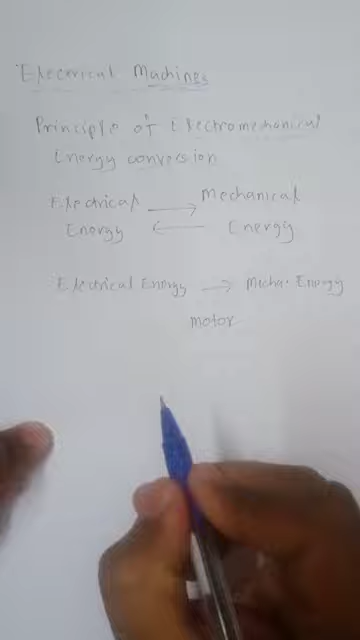 Electrical Machines
Principle of Electromechanical
Energy conversion
Electrical → Mechanical
Energy ← Energy
Electrical Energy → Mecha. Energy
motor